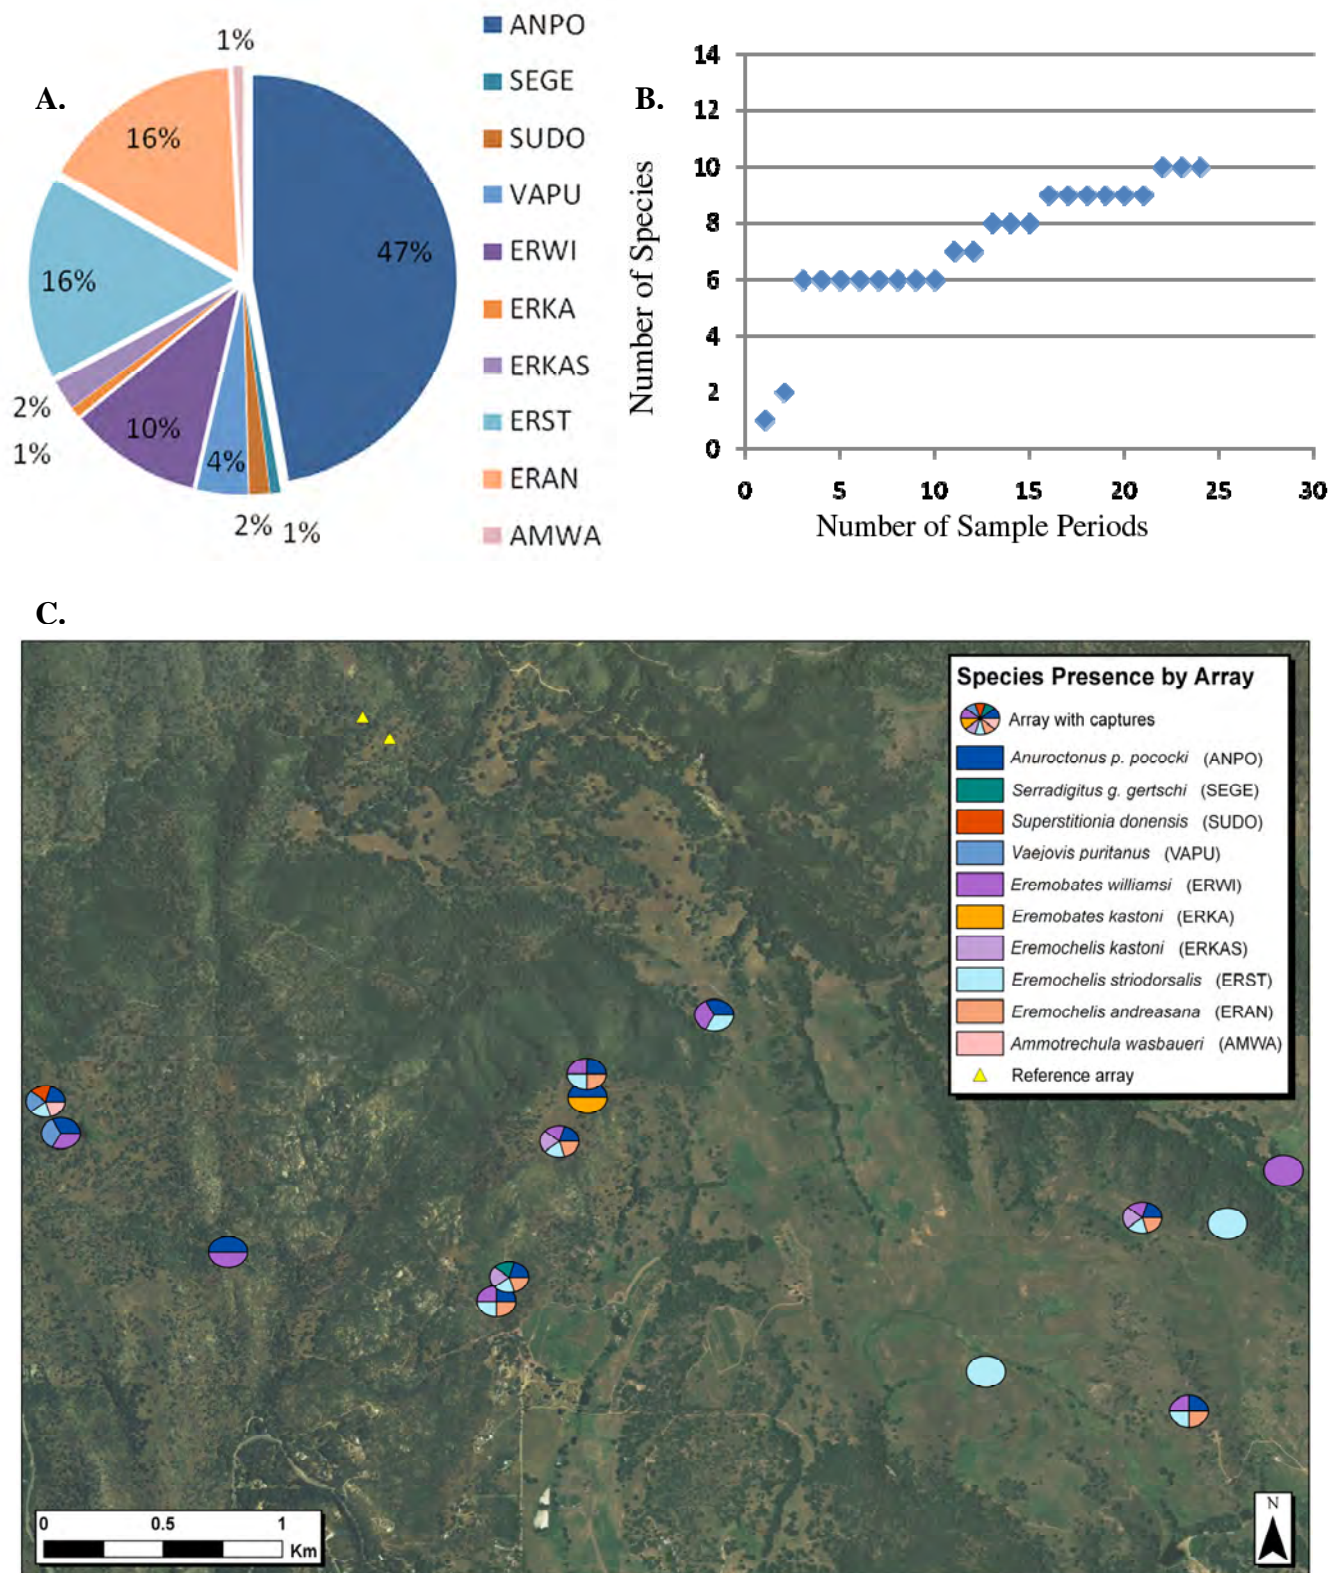 A.
1%
16%
47%
16%
10%
4%
2%
1%
2%
1%
ANPO
SEGE
SUDO
VAPU
ERWI
ERKA
ERKAS
ERST
ERAN
AMWA
B.
Number of Species
14
12
10
8
6
4
2
0
0 5 10 15 20 25 30
Number of Sample Periods
C.
Species Presence by Array
Array with captures
Anuroctonus p. pococki (ANPO)
Serradigitus g. gertschi (SEGE)
Superstitionia donensis (SUDO)
Vaejovis puritanus (VAPU)
Eremobates williamsi (ERWI)
Eremobates kastoni (ERKA)
Eremochelis kastoni (ERKAS)
Eremochelis striodorsalis (ERST)
Eremochelis andreasana (ERAN)
Ammotrechula wasbaueri (AMWA)
Reference array
0 0.5 1
Km
N